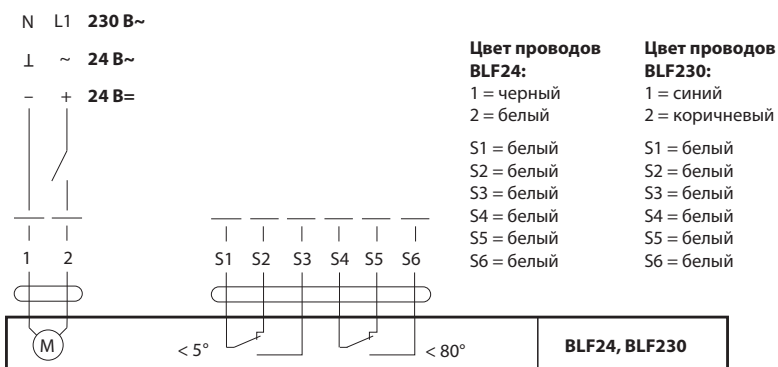 N L1 230 В~
⊥ ~ 24 В~
– + 24 В=
1 2
S1 S2 S3 S4 S5 S6
M
< 5°
< 80°
BLF24, BLF230
Цвет проводов
BLF24:
1 = черный
2 = белый
S1 = белый
S2 = белый
S3 = белый
S4 = белый
S5 = белый
S6 = белый
Цвет проводов
BLF230:
1 = синий
2 = коричневый
S1 = белый
S2 = белый
S3 = белый
S4 = белый
S5 = белый
S6 = белый